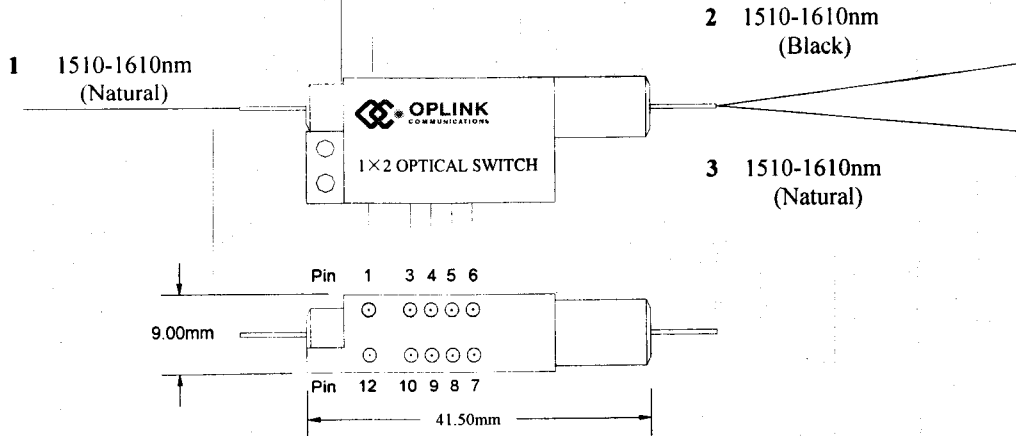 2 1510-1610nm
(Black)
1 1510-1610nm
(Natural)
OPLINK
COMMUNICATIONS
1×2 OPTICAL SWITCH
3 1510-1610nm
(Natural)
Pin 1 3 4 5 6
9.00mm
Pin 12 10 9 8 7
41.50mm